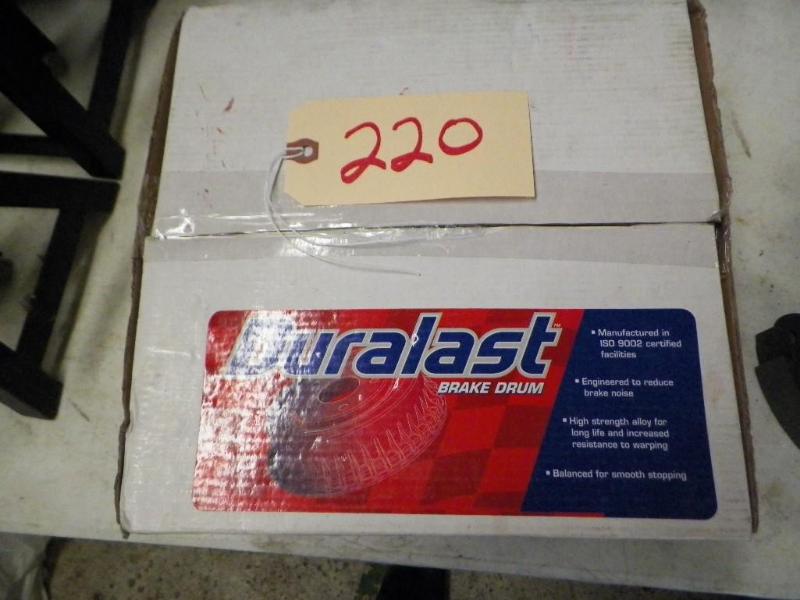 220
Duralast™
BRAKE DRUM
▪ Manufactured in
ISO 9002 certified
facilities
▪ Engineered to reduce
brake noise
▪ High strength alloy for
long life and increased
resistance to warping
▪ Balanced for smooth stopping